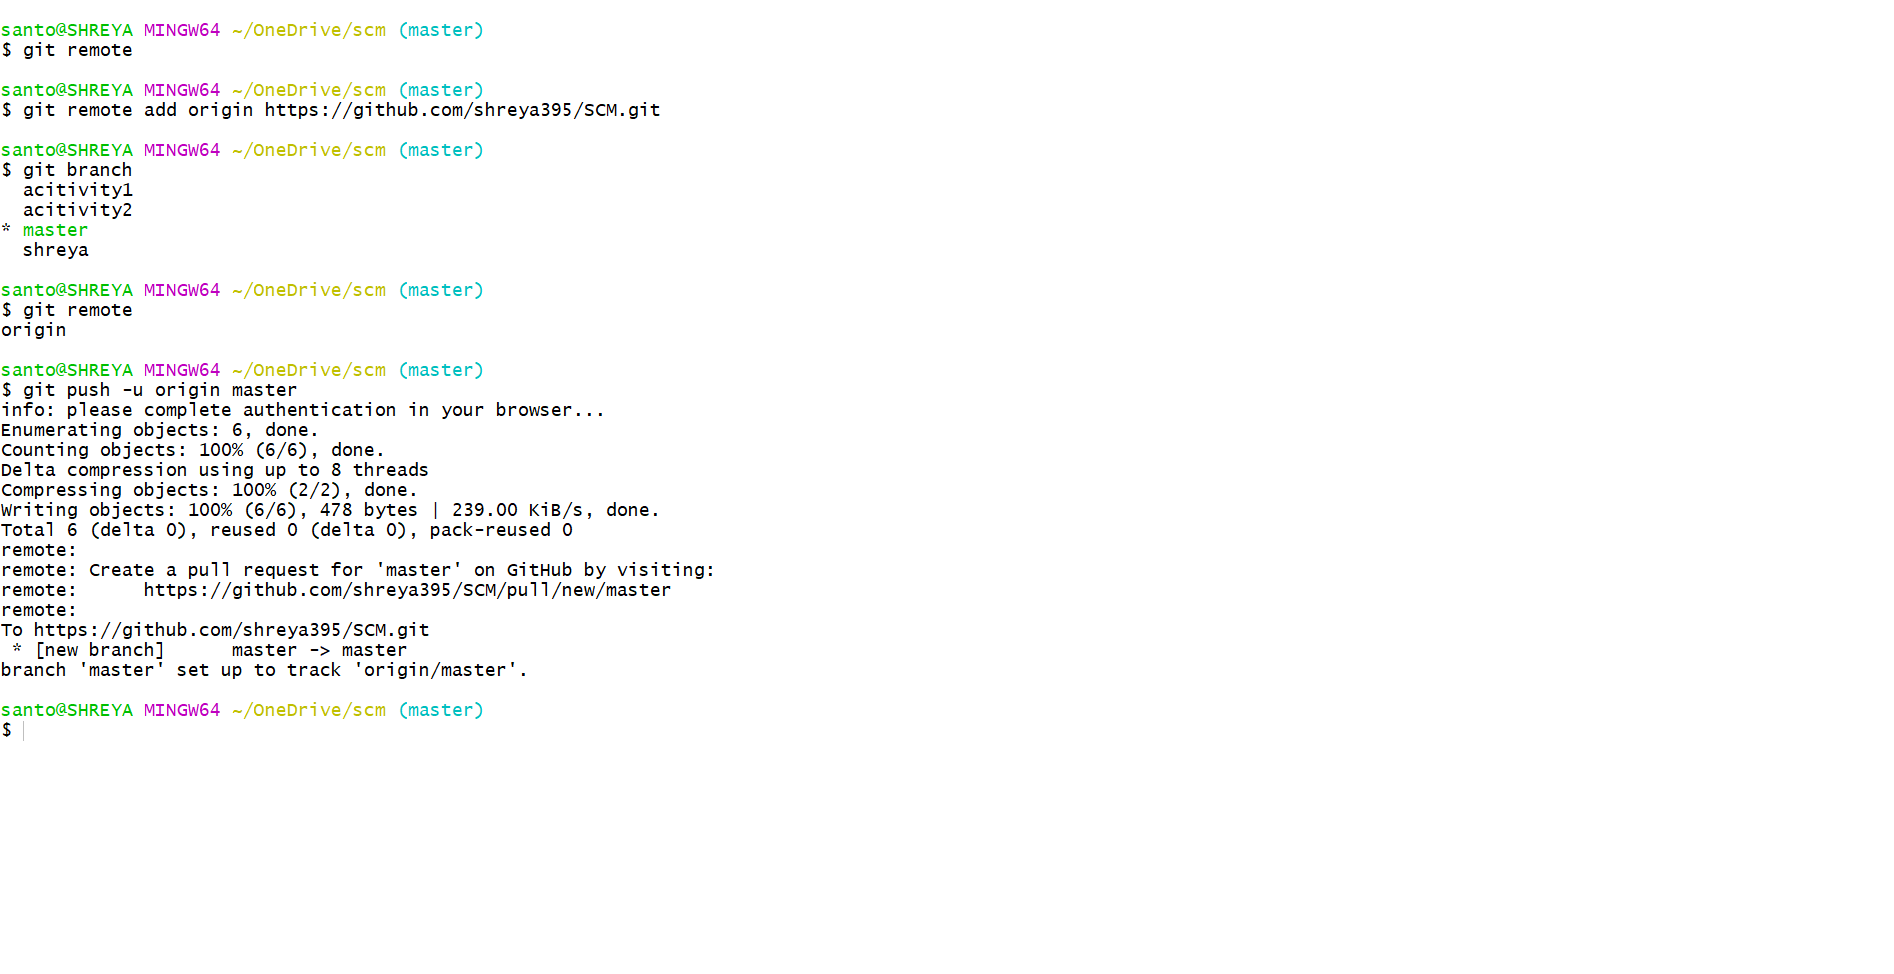 santo@SHREYA MINGW64 ~/OneDrive/scm (master)
$ git remote
santo@SHREYA MINGW64 ~/OneDrive/scm (master)
$ git remote add origin https://github.com/shreya395/SCM.git
santo@SHREYA MINGW64 ~/OneDrive/scm (master)
$ git branch
  acitivity1
  acitivity2
* master
  shreya
santo@SHREYA MINGW64 ~/OneDrive/scm (master)
$ git remote
origin
santo@SHREYA MINGW64 ~/OneDrive/scm (master)
$ git push -u origin master
info: please complete authentication in your browser...
Enumerating objects: 6, done.
Counting objects: 100% (6/6), done.
Delta compression using up to 8 threads
Compressing objects: 100% (2/2), done.
Writing objects: 100% (6/6), 478 bytes | 239.00 KiB/s, done.
Total 6 (delta 0), reused 0 (delta 0), pack-reused 0
remote:
remote: Create a pull request for 'master' on GitHub by visiting:
remote:      https://github.com/shreya395/SCM/pull/new/master
remote:
To https://github.com/shreya395/SCM.git
 * [new branch]      master -> master
branch 'master' set up to track 'origin/master'.
santo@SHREYA MINGW64 ~/OneDrive/scm (master)
$